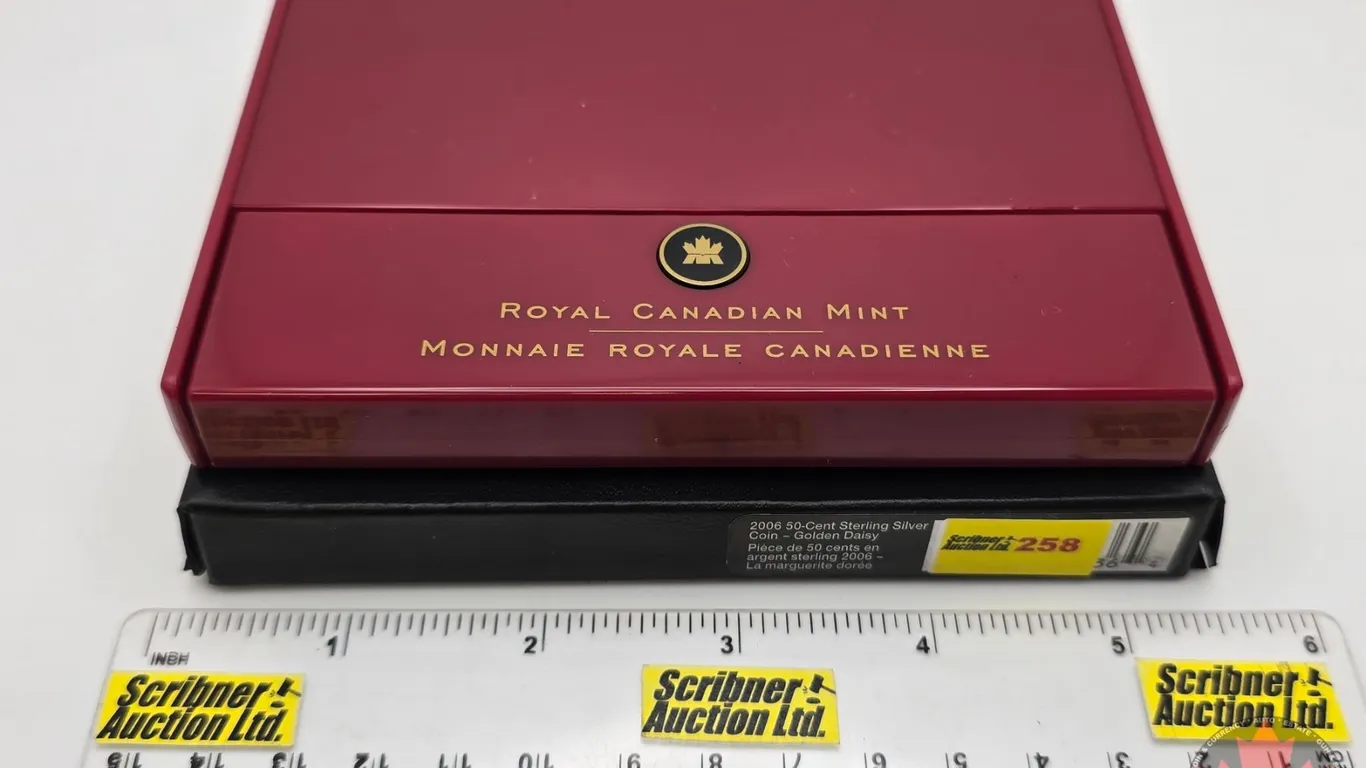 ROYAL CANADIAN MINT
MONNAIE ROYALE CANADIENNE
2006 50-Cent Sterling Silver
Coin – Golden Daisy
Pièce de 50 cents en
argent sterling 2006 –
La marguerite dorée
Scribner
Auction Ltd. 258
1 2 3 4 5 6
INCH
Scribner
Auction Ltd.
Scribner
Auction Ltd.
Scribner
Auction Ltd.